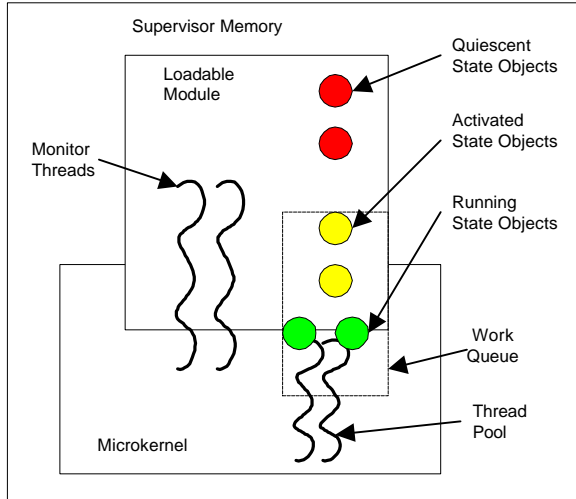 Supervisor Memory
Loadable
Module
Quiescent
State Objects
Activated
State Objects
Monitor
Threads
Running
State Objects
Work
Queue
Thread
Pool
Microkernel